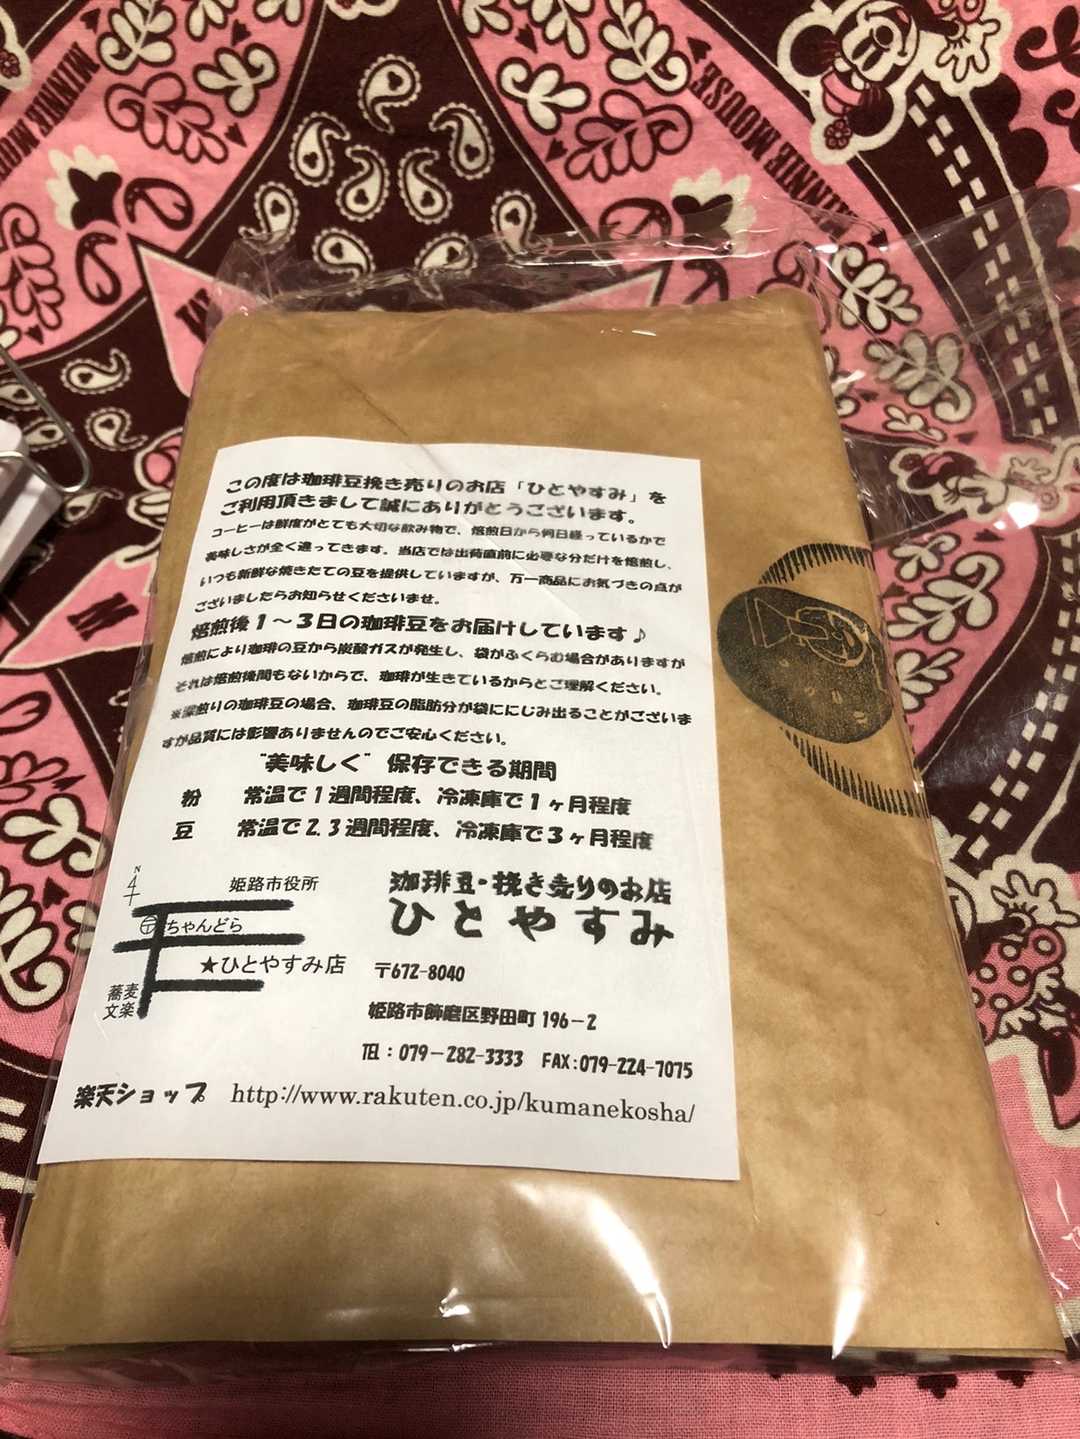 MINNIE MOUSE
MINNIE MOUSE
この度は珈琲豆挽き売りのお店「ひとやすみ」を
ご利用頂きまして誠にありがとうございます。
コーヒーは鮮度がとても大切な飲み物で、焙煎日から何日経っているかで
美味しさが全く違ってきます。当店では出荷直前に必要な分だけを焙煎し、
いつも新鮮な焼きたての豆を提供していますが、万一商品にお気づきの点が
ございましたらお知らせくださいませ。
焙煎後1~3日の珈琲豆をお届けしています♪
焙煎により珈琲の豆から炭酸ガスが発生し、袋がふくらむ場合がありますが
それは焙煎後間もないからで、珈琲が生きているからとご理解ください。
※深煎りの珈琲豆の場合、珈琲豆の脂肪分が袋ににじみ出ることがございま
すが品質には影響ありませんのでご安心ください。
"美味しく" 保存できる期間
粉 常温で1週間程度、冷凍庫で1ヶ月程度
豆 常温で2,3週間程度、冷凍庫で3ヶ月程度
N
4
姫路市役所
〒ちゃんどら
★ひとやすみ店
蕎麦
文楽
珈琲豆・挽き売りのお店
ひとやすみ
〒672-8040
姫路市飾磨区野田町196-2
TEL:079-282-3333 FAX:079-224-7075
楽天ショップ http://www.rakuten.co.jp/kumanekosha/